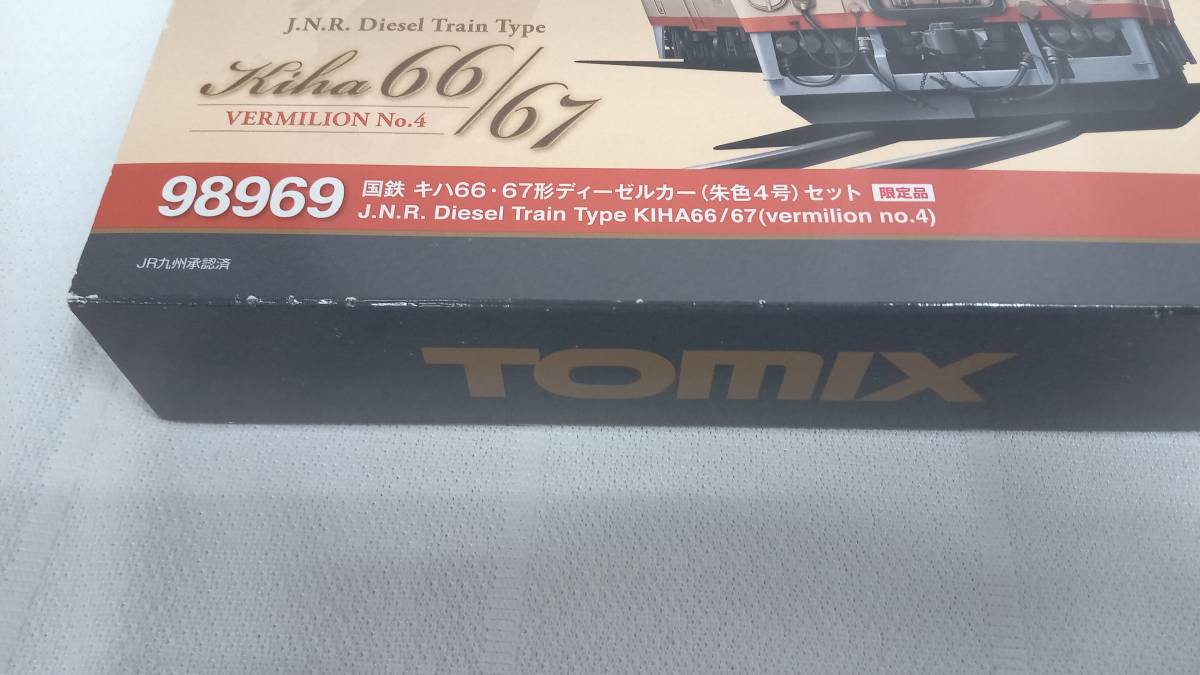 J.N.R. Diesel Train Type
Kiha 66/67
VERMILION No.4
98969
国鉄 キハ66・67形ディーゼルカー(朱色4号)セット 限定品
J.N.R. Diesel Train Type KIHA66/67(vermilion no.4)
JR九州承認済
TOMIX